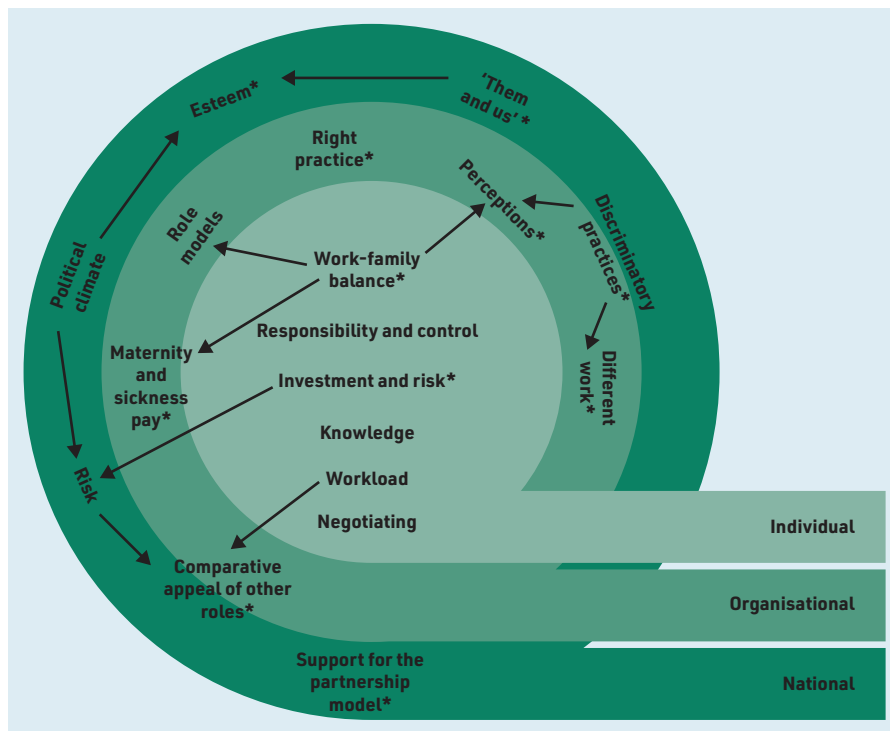 'Them
and us'*
Esteem*
Right
practice*
Perceptions*
Discriminatory
practices*
Role
models
Political
climate
Work–family
balance*
Responsibility and control
Maternity
and
sickness
pay*
Different
work*
Investment and risk*
Knowledge
Risk
Workload
Negotiating
Individual
Comparative
appeal of other
roles*
Organisational
Support for the
partnership
model*
National